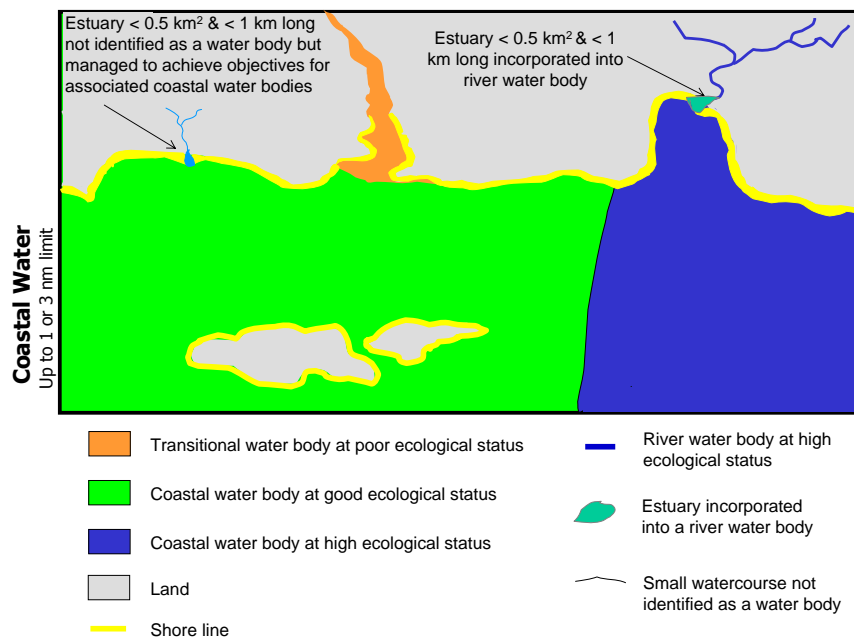 Estuary < 0.5 km² & < 1 km long
not identified as a water body but
managed to achieve objectives for
associated coastal water bodies
Estuary < 0.5 km² & < 1
km long incorporated into
river water body
Coastal Water
Up to 1 or 3 nm limit
Transitional water body at poor ecological status
Coastal water body at good ecological status
Coastal water body at high ecological status
Land
Shore line
River water body at high
ecological status
Estuary incorporated
into a river water body
Small watercourse not
identified as a water body